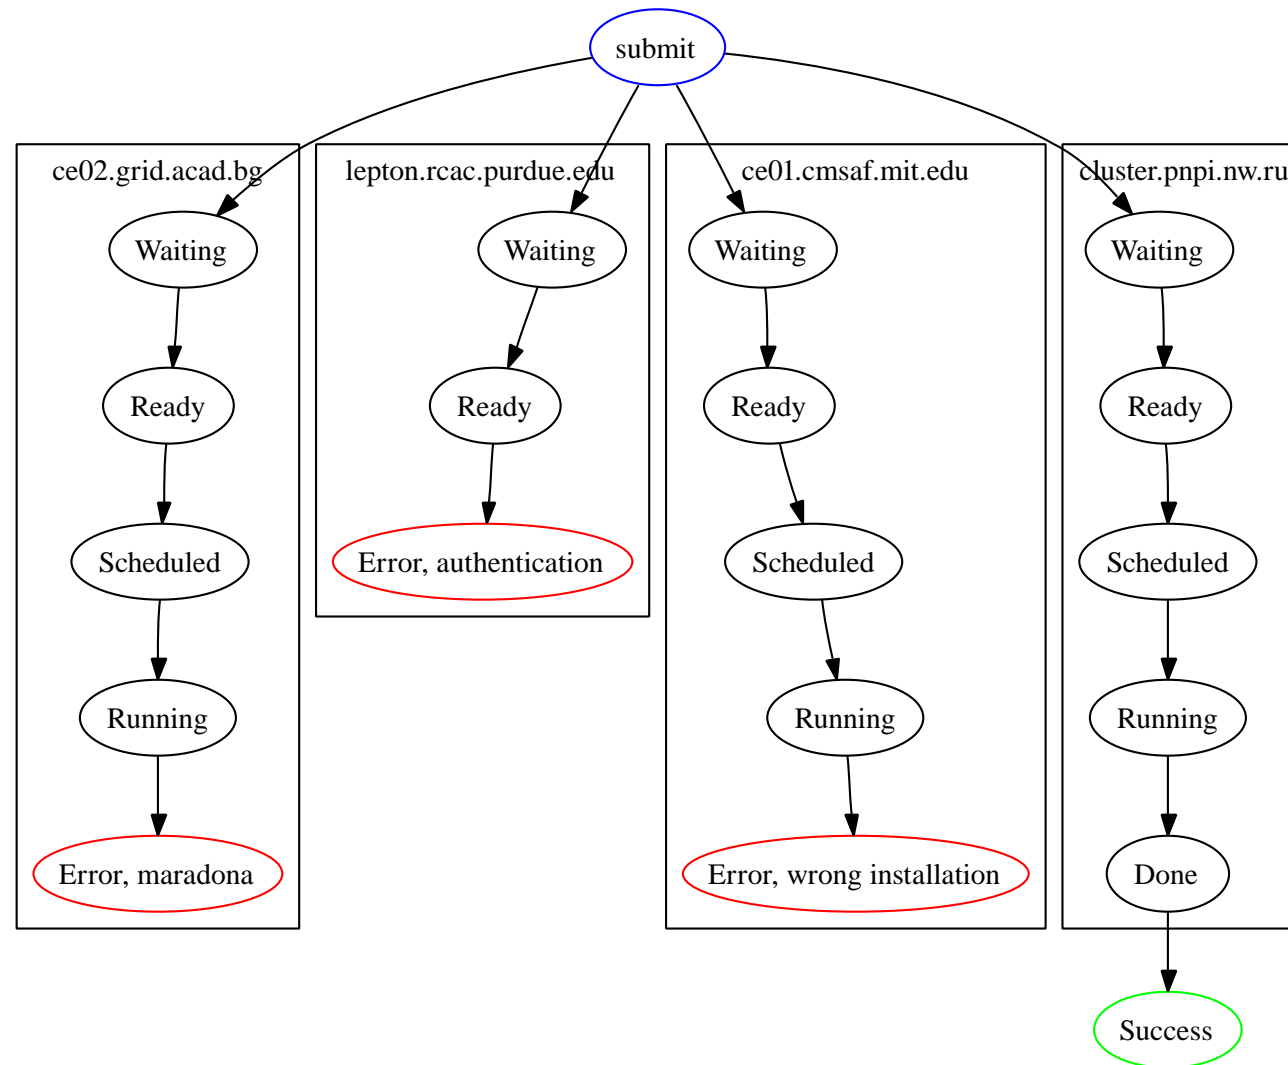 submit
ce02.grid.acad.bg
Waiting
Ready
Scheduled
Running
Error, maradona
lepton.rcac.purdue.edu
Waiting
Ready
Error, authentication
ce01.cmsaf.mit.edu
Waiting
Ready
Scheduled
Running
Error, wrong installation
cluster.pnpi.nw.ru
Waiting
Ready
Scheduled
Running
Done
Success